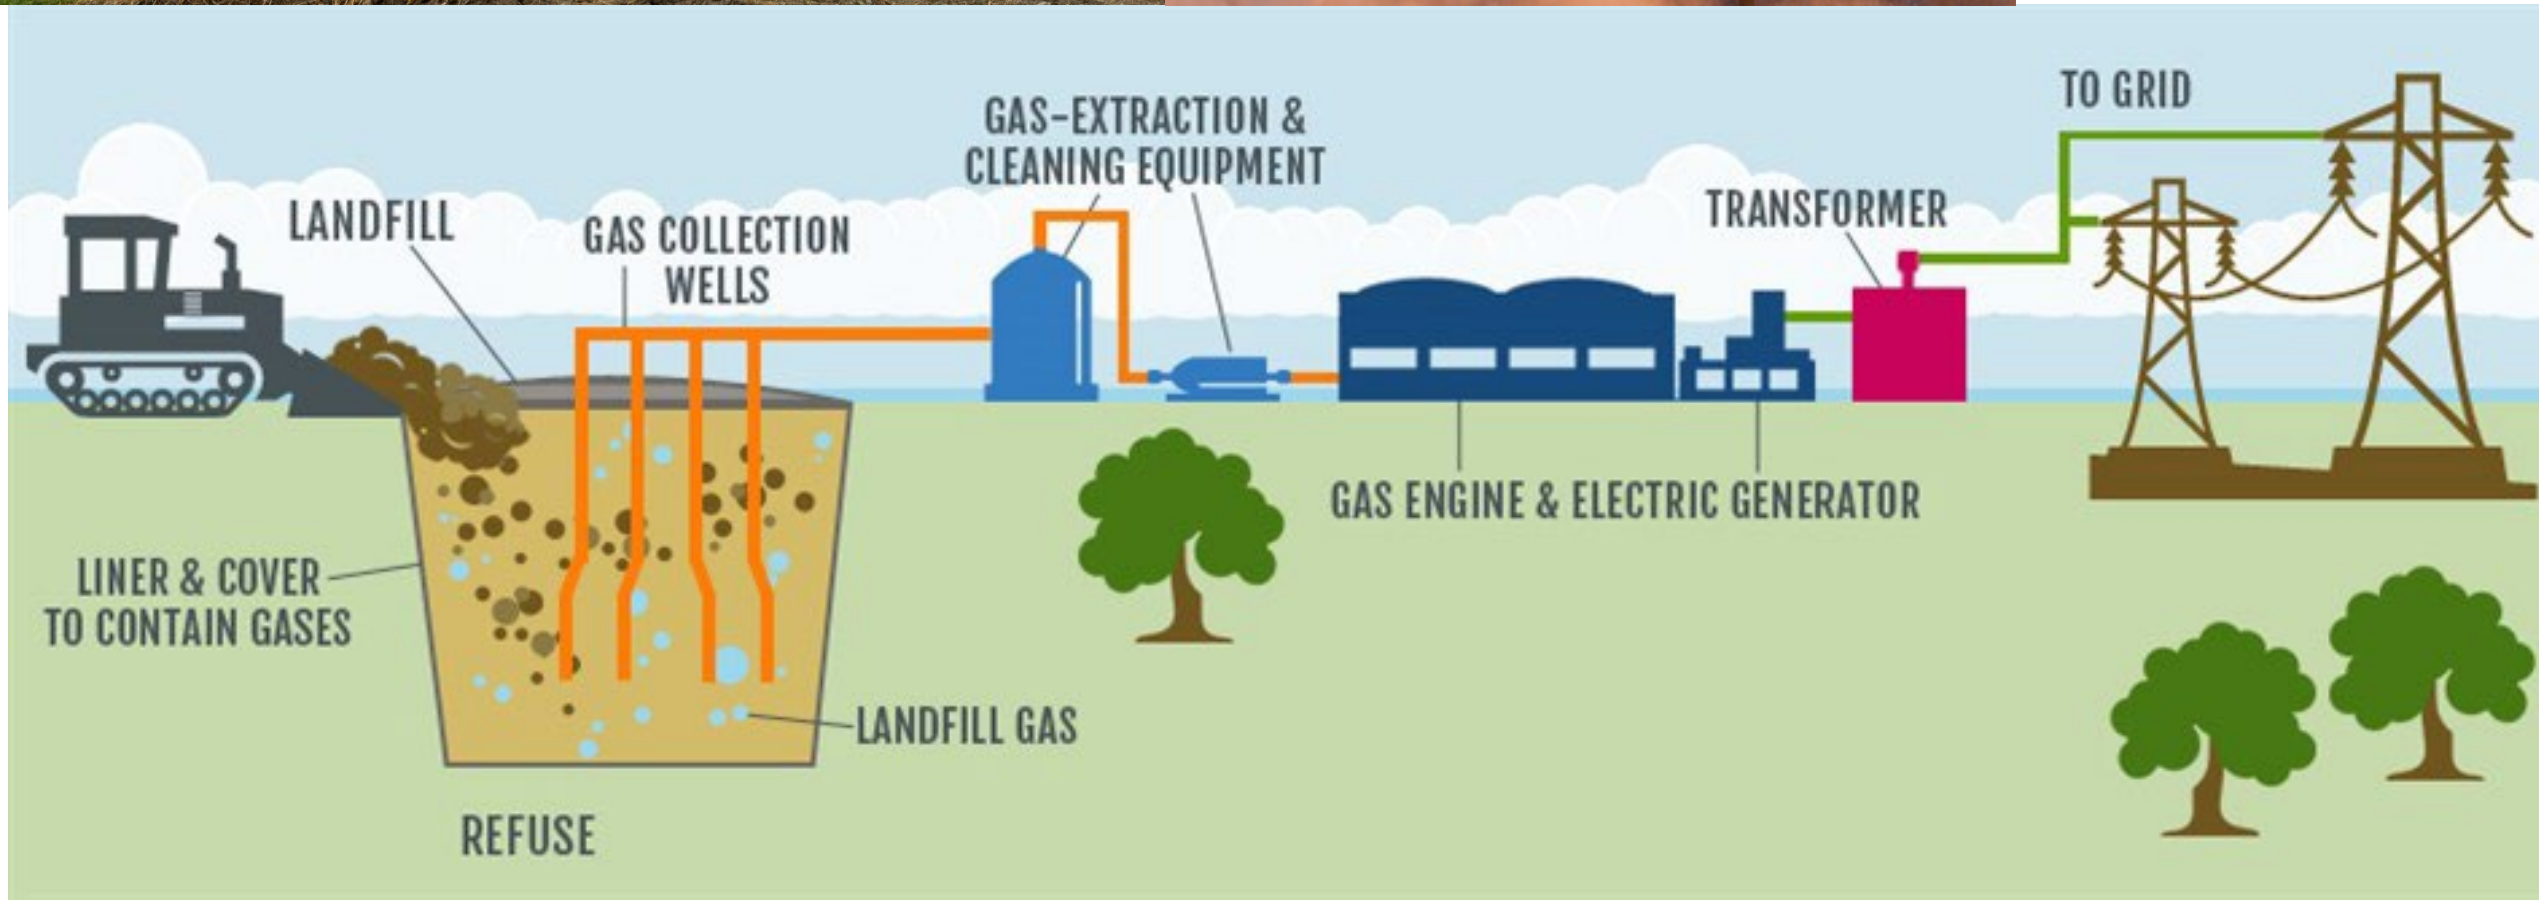 LANDFILL
GAS COLLECTION
WELLS
GAS-EXTRACTION &
CLEANING EQUIPMENT
TRANSFORMER
TO GRID
LINER & COVER
TO CONTAIN GASES
GAS ENGINE & ELECTRIC GENERATOR
LANDFILL GAS
REFUSE